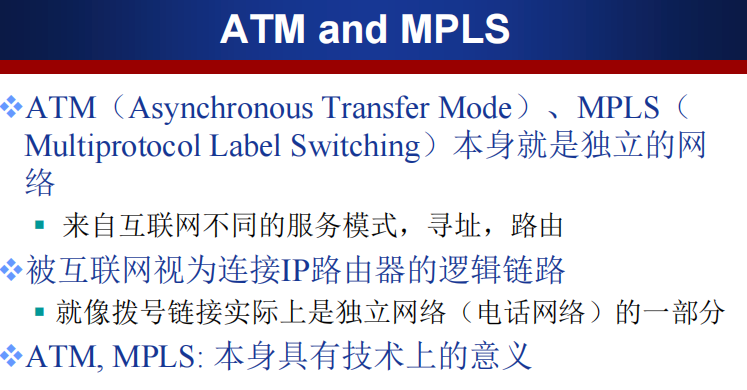 ATM and MPLS
❖ATM（Asynchronous Transfer Mode）、MPLS（
Multiprotocol Label Switching）本身就是独立的网
络
▪ 来自互联网不同的服务模式，寻址，路由
❖被互联网视为连接IP路由器的逻辑链路
▪ 就像拨号链接实际上是独立网络（电话网络）的一部分
❖ATM, MPLS: 本身具有技术上的意义